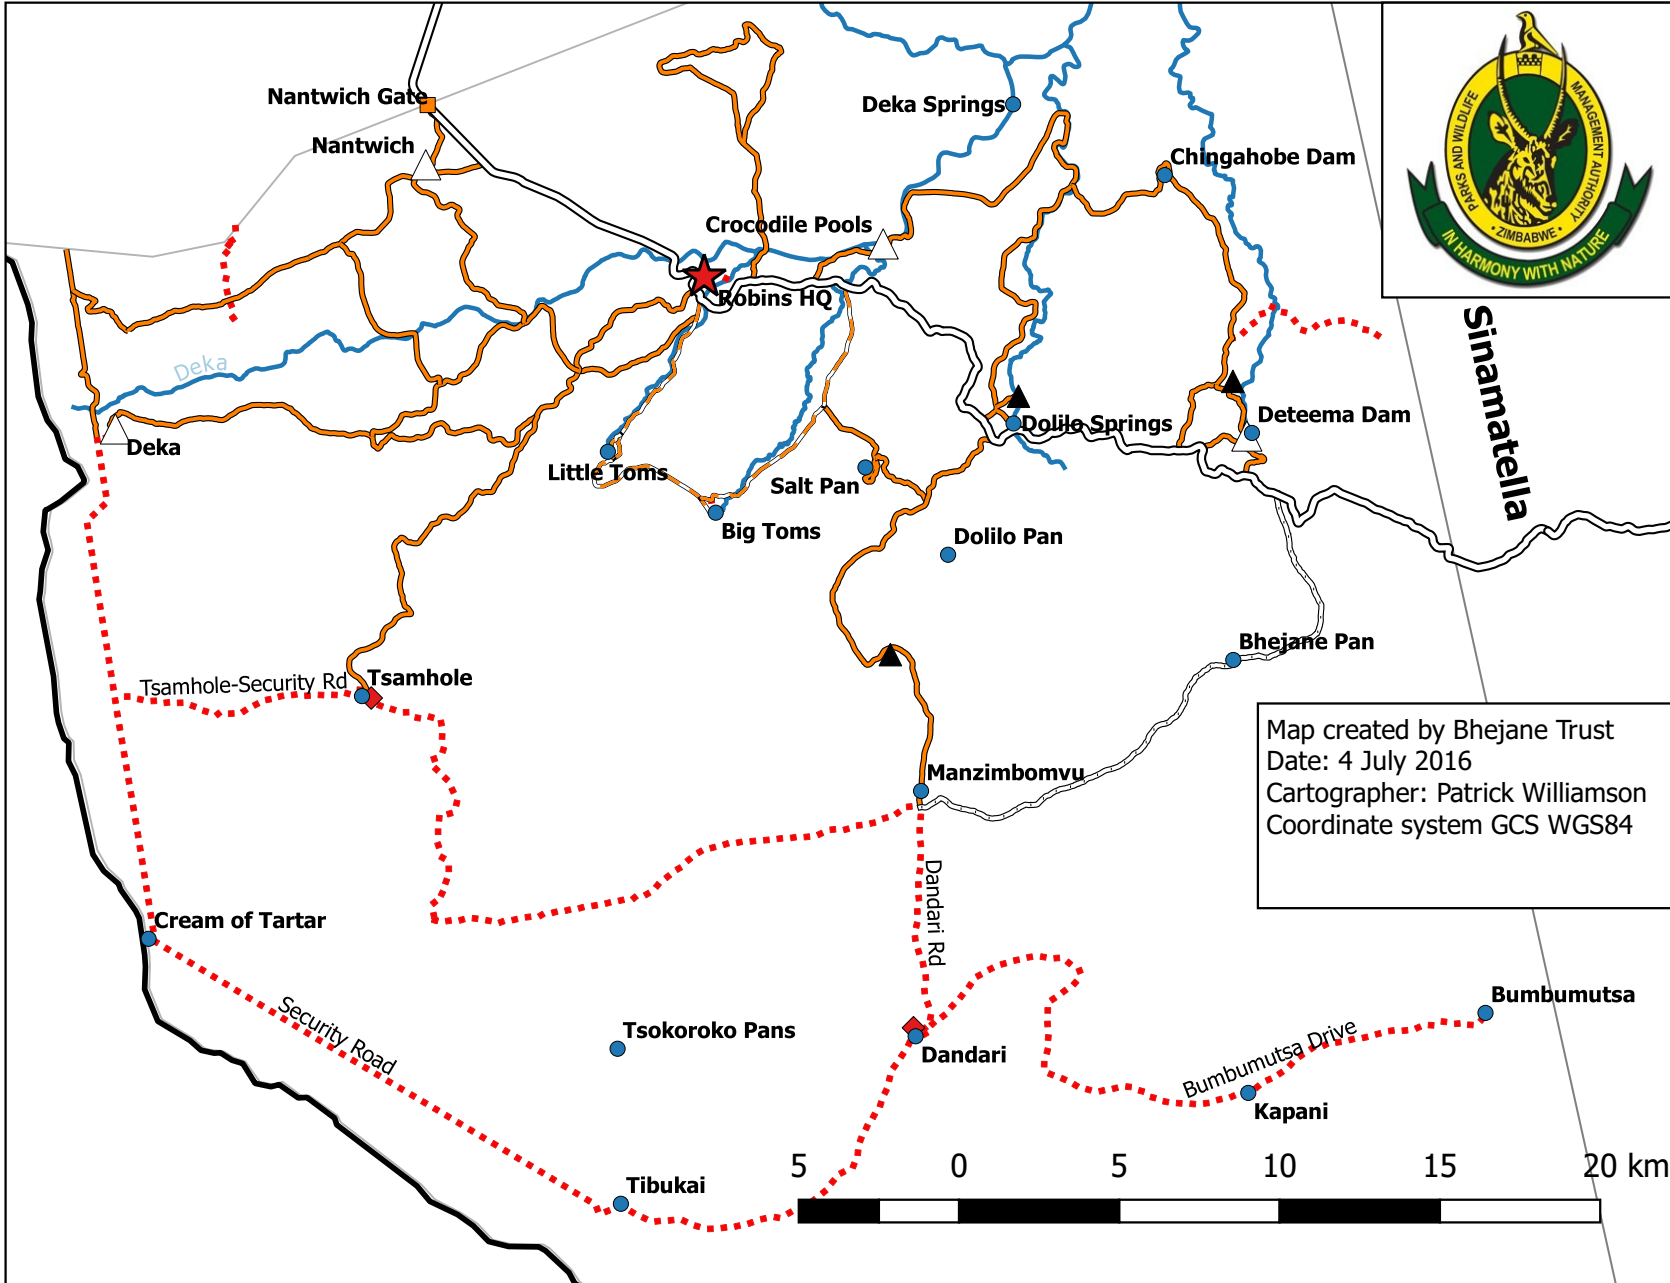 Nantwich Gate
Deka Springs
Nantwich
Chingahobe Dam
Crocodile Pools
Robins HQ
PARKS AND WILDLIFE
MANAGEMENT AUTHORITY
• ZIMBABWE •
IN HARMONY WITH NATURE
Sinamatella
Deka
Deka
Dolilo Springs
Deteema Dam
Little Toms
Salt Pan
Big Toms
Dolilo Pan
Bhejane Pan
Tsamhole-Security Rd
Tsamhole
Map created by Bhejane Trust
Date: 4 July 2016
Cartographer: Patrick Williamson
Coordinate system GCS WGS84
Manzimbomvu
Dandari Rd
Cream of Tartar
Security Road
Tsokoroko Pans
Dandari
Bumbumutsa
Bumbumutsa Drive
Kapani
Tibukai
5 0 5 10 15 20 km